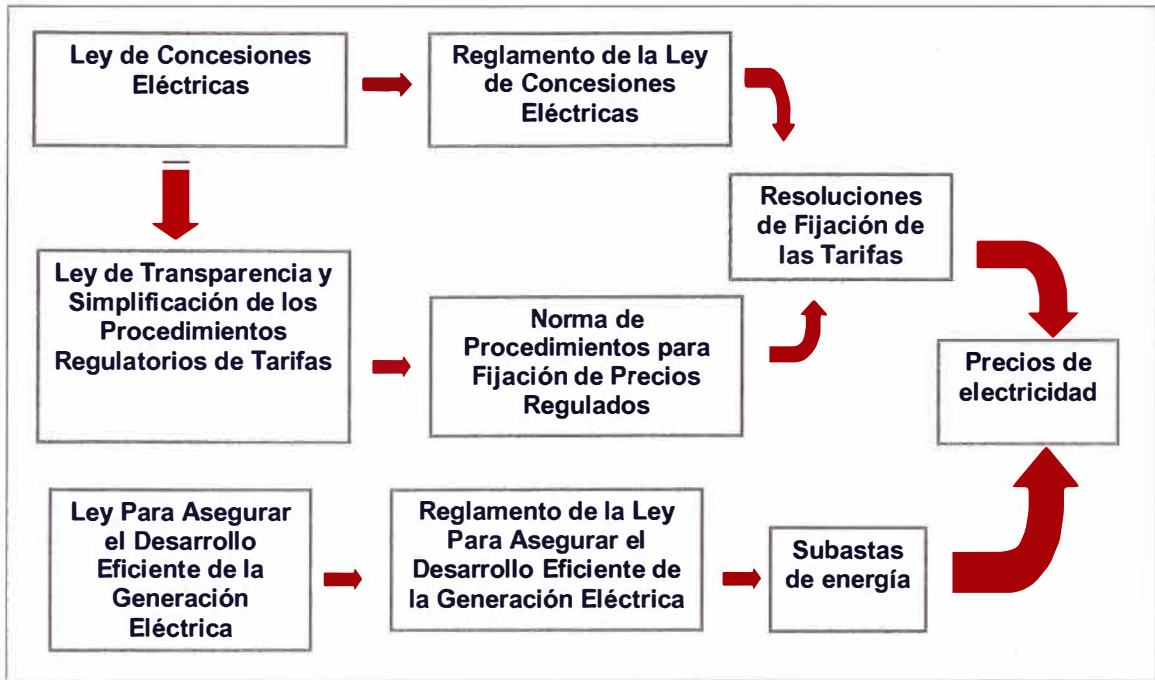 Ley de Concesiones
Eléctricas
Reglamento de la Ley
de Concesiones
Eléctricas
Resoluciones
de Fijación de
las Tarifas
Ley de Transparencia y
Simplificación de los
Procedimientos
Regulatorios de Tarifas
Norma de
Procedimientos para
Fijación de Precios
Regulados
Precios de
electricidad
Ley Para Asegurar
el Desarrollo
Eficiente de la
Generación
Eléctrica
Reglamento de la Ley
Para Asegurar el
Desarrollo Eficiente de
la Generación Eléctrica
Subastas
de energía